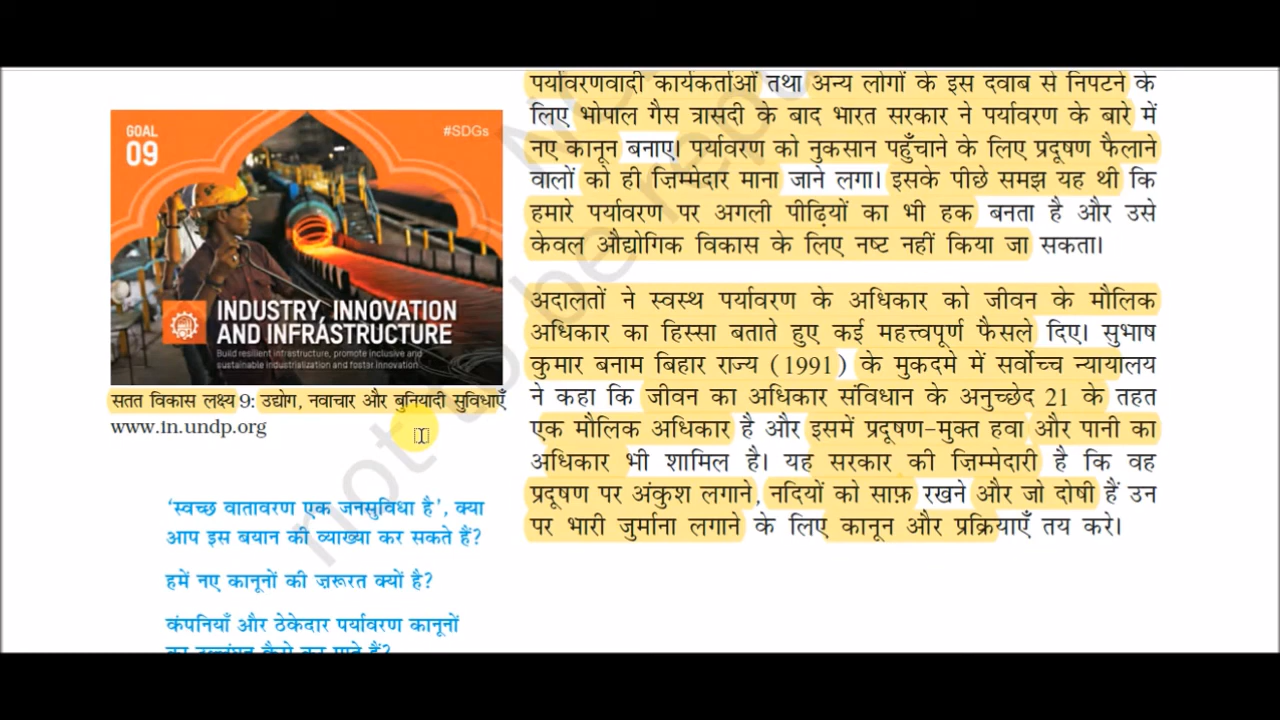 GOAL
09
#SDGs
INDUSTRY, INNOVATION
AND INFRASTRUCTURE
Build resilient infrastructure, promote inclusive and
sustainable industrialization and foster innovation
सतत विकास लक्ष्य 9: उद्योग, नवाचार और बुनियादी सुविधाएँ
www.in.undp.org
'स्वच्छ वातावरण एक जनसुविधा है', क्या
आप इस बयान की व्याख्या कर सकते हैं?
हमें नए कानूनों की ज़रूरत क्यों है?
कंपनियाँ और ठेकेदार पर्यावरण कानूनों
पर्यावरणवादी कार्यकर्ताओं तथा अन्य लोगों के इस दवाब से निपटने के
लिए भोपाल गैस त्रासदी के बाद भारत सरकार ने पर्यावरण के बारे में
नए कानून बनाए। पर्यावरण को नुकसान पहुँचाने के लिए प्रदूषण फैलाने
वालों को ही ज़िम्मेदार माना जाने लगा। इसके पीछे समझ यह थी कि
हमारे पर्यावरण पर अगली पीढ़ियों का भी हक बनता है और उसे
केवल औद्योगिक विकास के लिए नष्ट नहीं किया जा सकता।
अदालतों ने स्वस्थ पर्यावरण के अधिकार को जीवन के मौलिक
अधिकार का हिस्सा बताते हुए कई महत्त्वपूर्ण फैसले दिए। सुभाष
कुमार बनाम बिहार राज्य (1991) के मुकदमे में सर्वोच्च न्यायालय
ने कहा कि जीवन का अधिकार संविधान के अनुच्छेद 21 के तहत
एक मौलिक अधिकार है और इसमें प्रदूषण-मुक्त हवा और पानी का
अधिकार भी शामिल है। यह सरकार की ज़िम्मेदारी है कि वह
प्रदूषण पर अंकुश लगाने, नदियों को साफ़ रखने और जो दोषी हैं उन
पर भारी जुर्माना लगाने के लिए कानून और प्रक्रियाएँ तय करे।